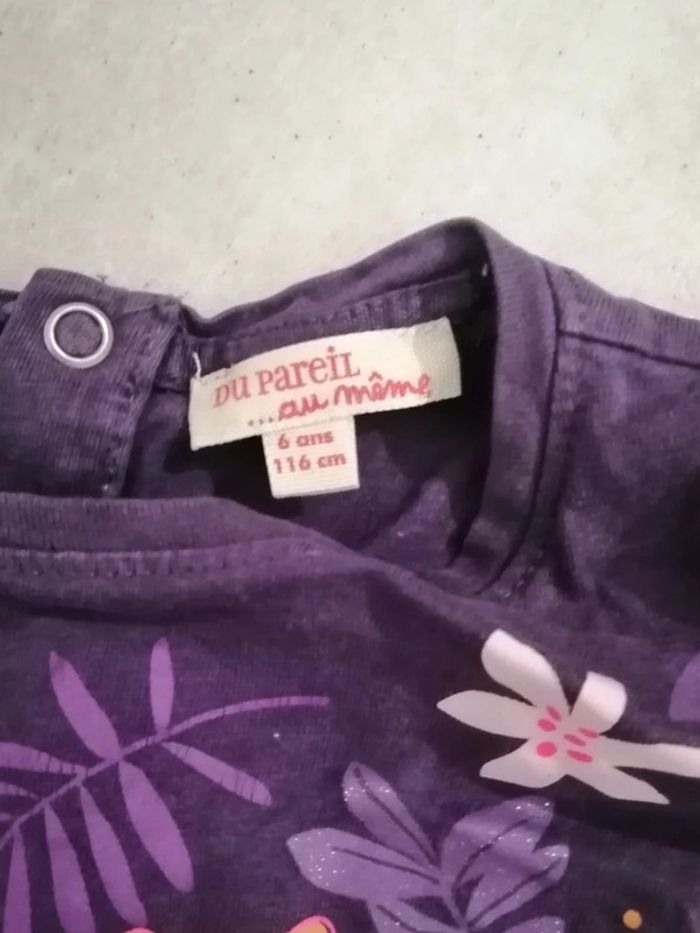 DU PAREIL
...au même
6 ans
116 cm